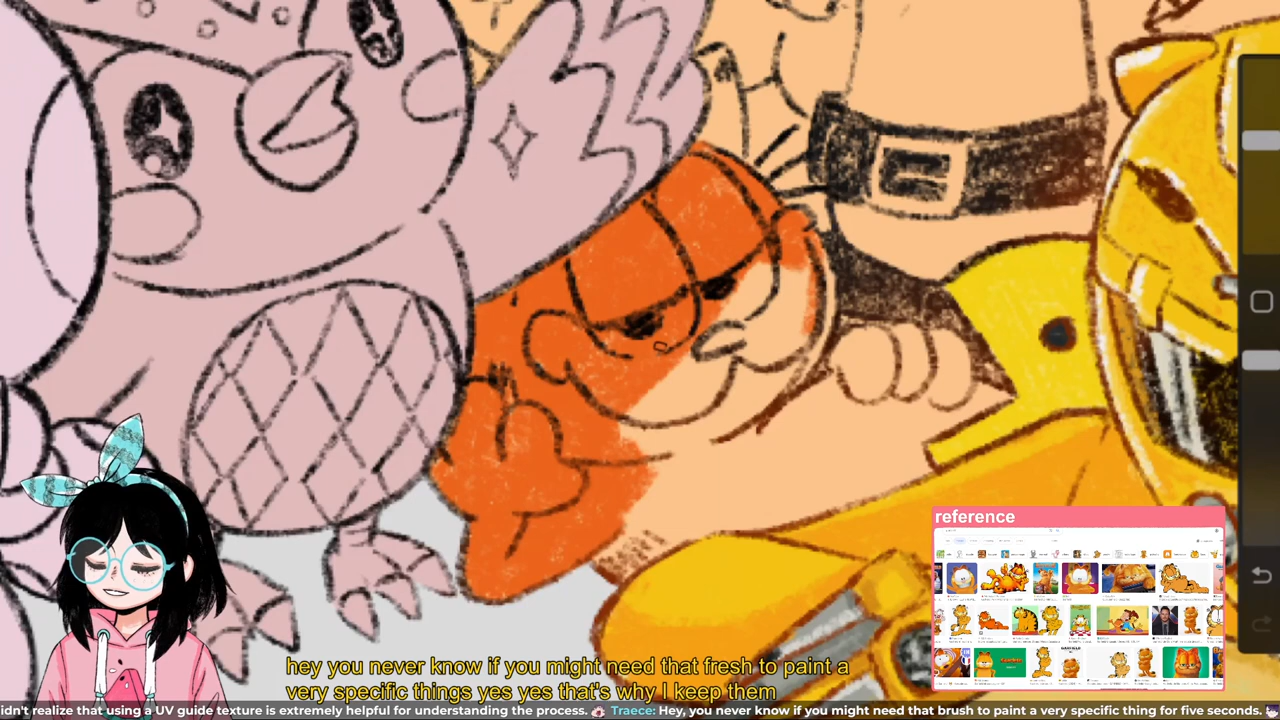 reference
hey you never know if you might need that fresh to paint a
very specific things yes yes that's why I keep them
idn't realize that using a UV guide texture is extremely helpful for understanding the process. Traece: Hey, you never know if you might need that brush to paint a very specific thing for five seconds.